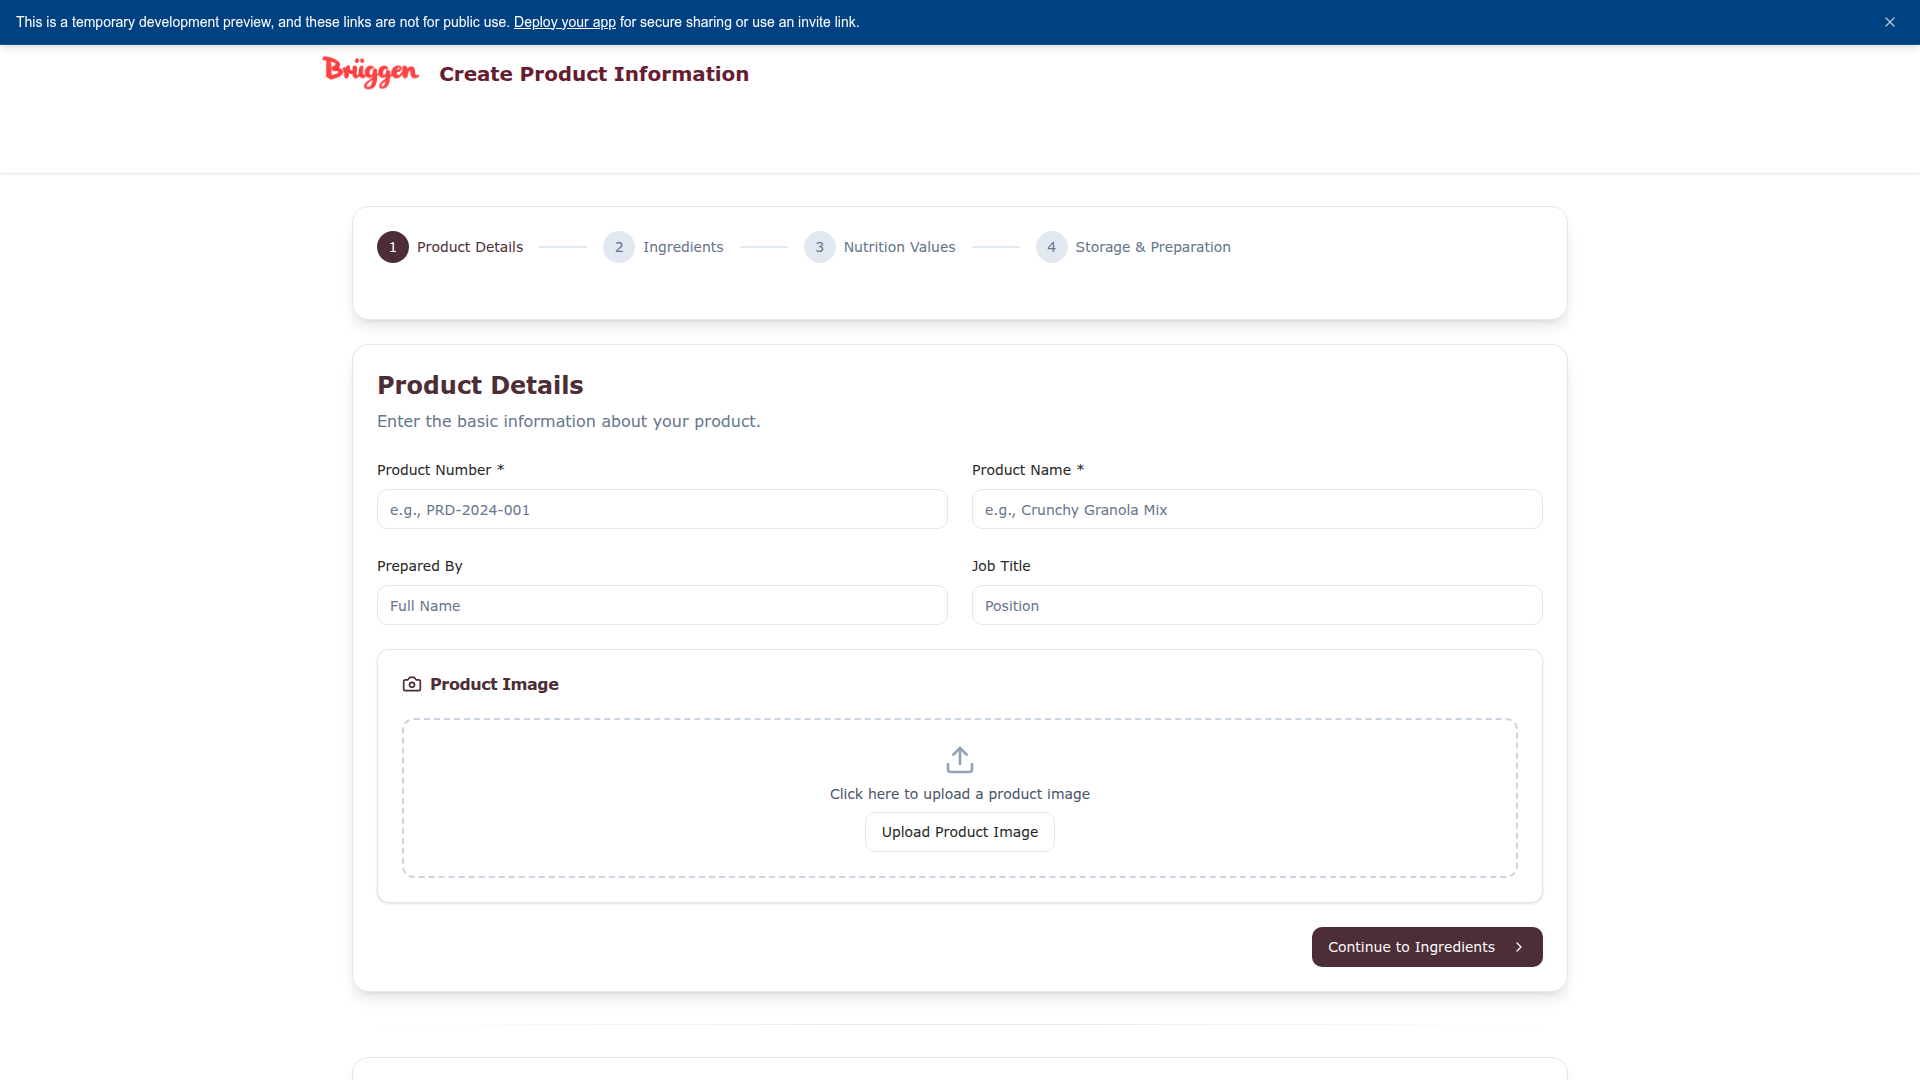 This is a temporary development preview, and these links are not for public use. Deploy your app for secure sharing or use an invite link.
Brüggen
Create Product Information
1 Product Details
2 Ingredients
3 Nutrition Values
4 Storage & Preparation
Product Details
Enter the basic information about your product.
Product Number *
Product Name *
e.g., PRD-2024-001
e.g., Crunchy Granola Mix
Prepared By
Job Title
Full Name
Position
Product Image
Click here to upload a product image
Upload Product Image
Continue to Ingredients